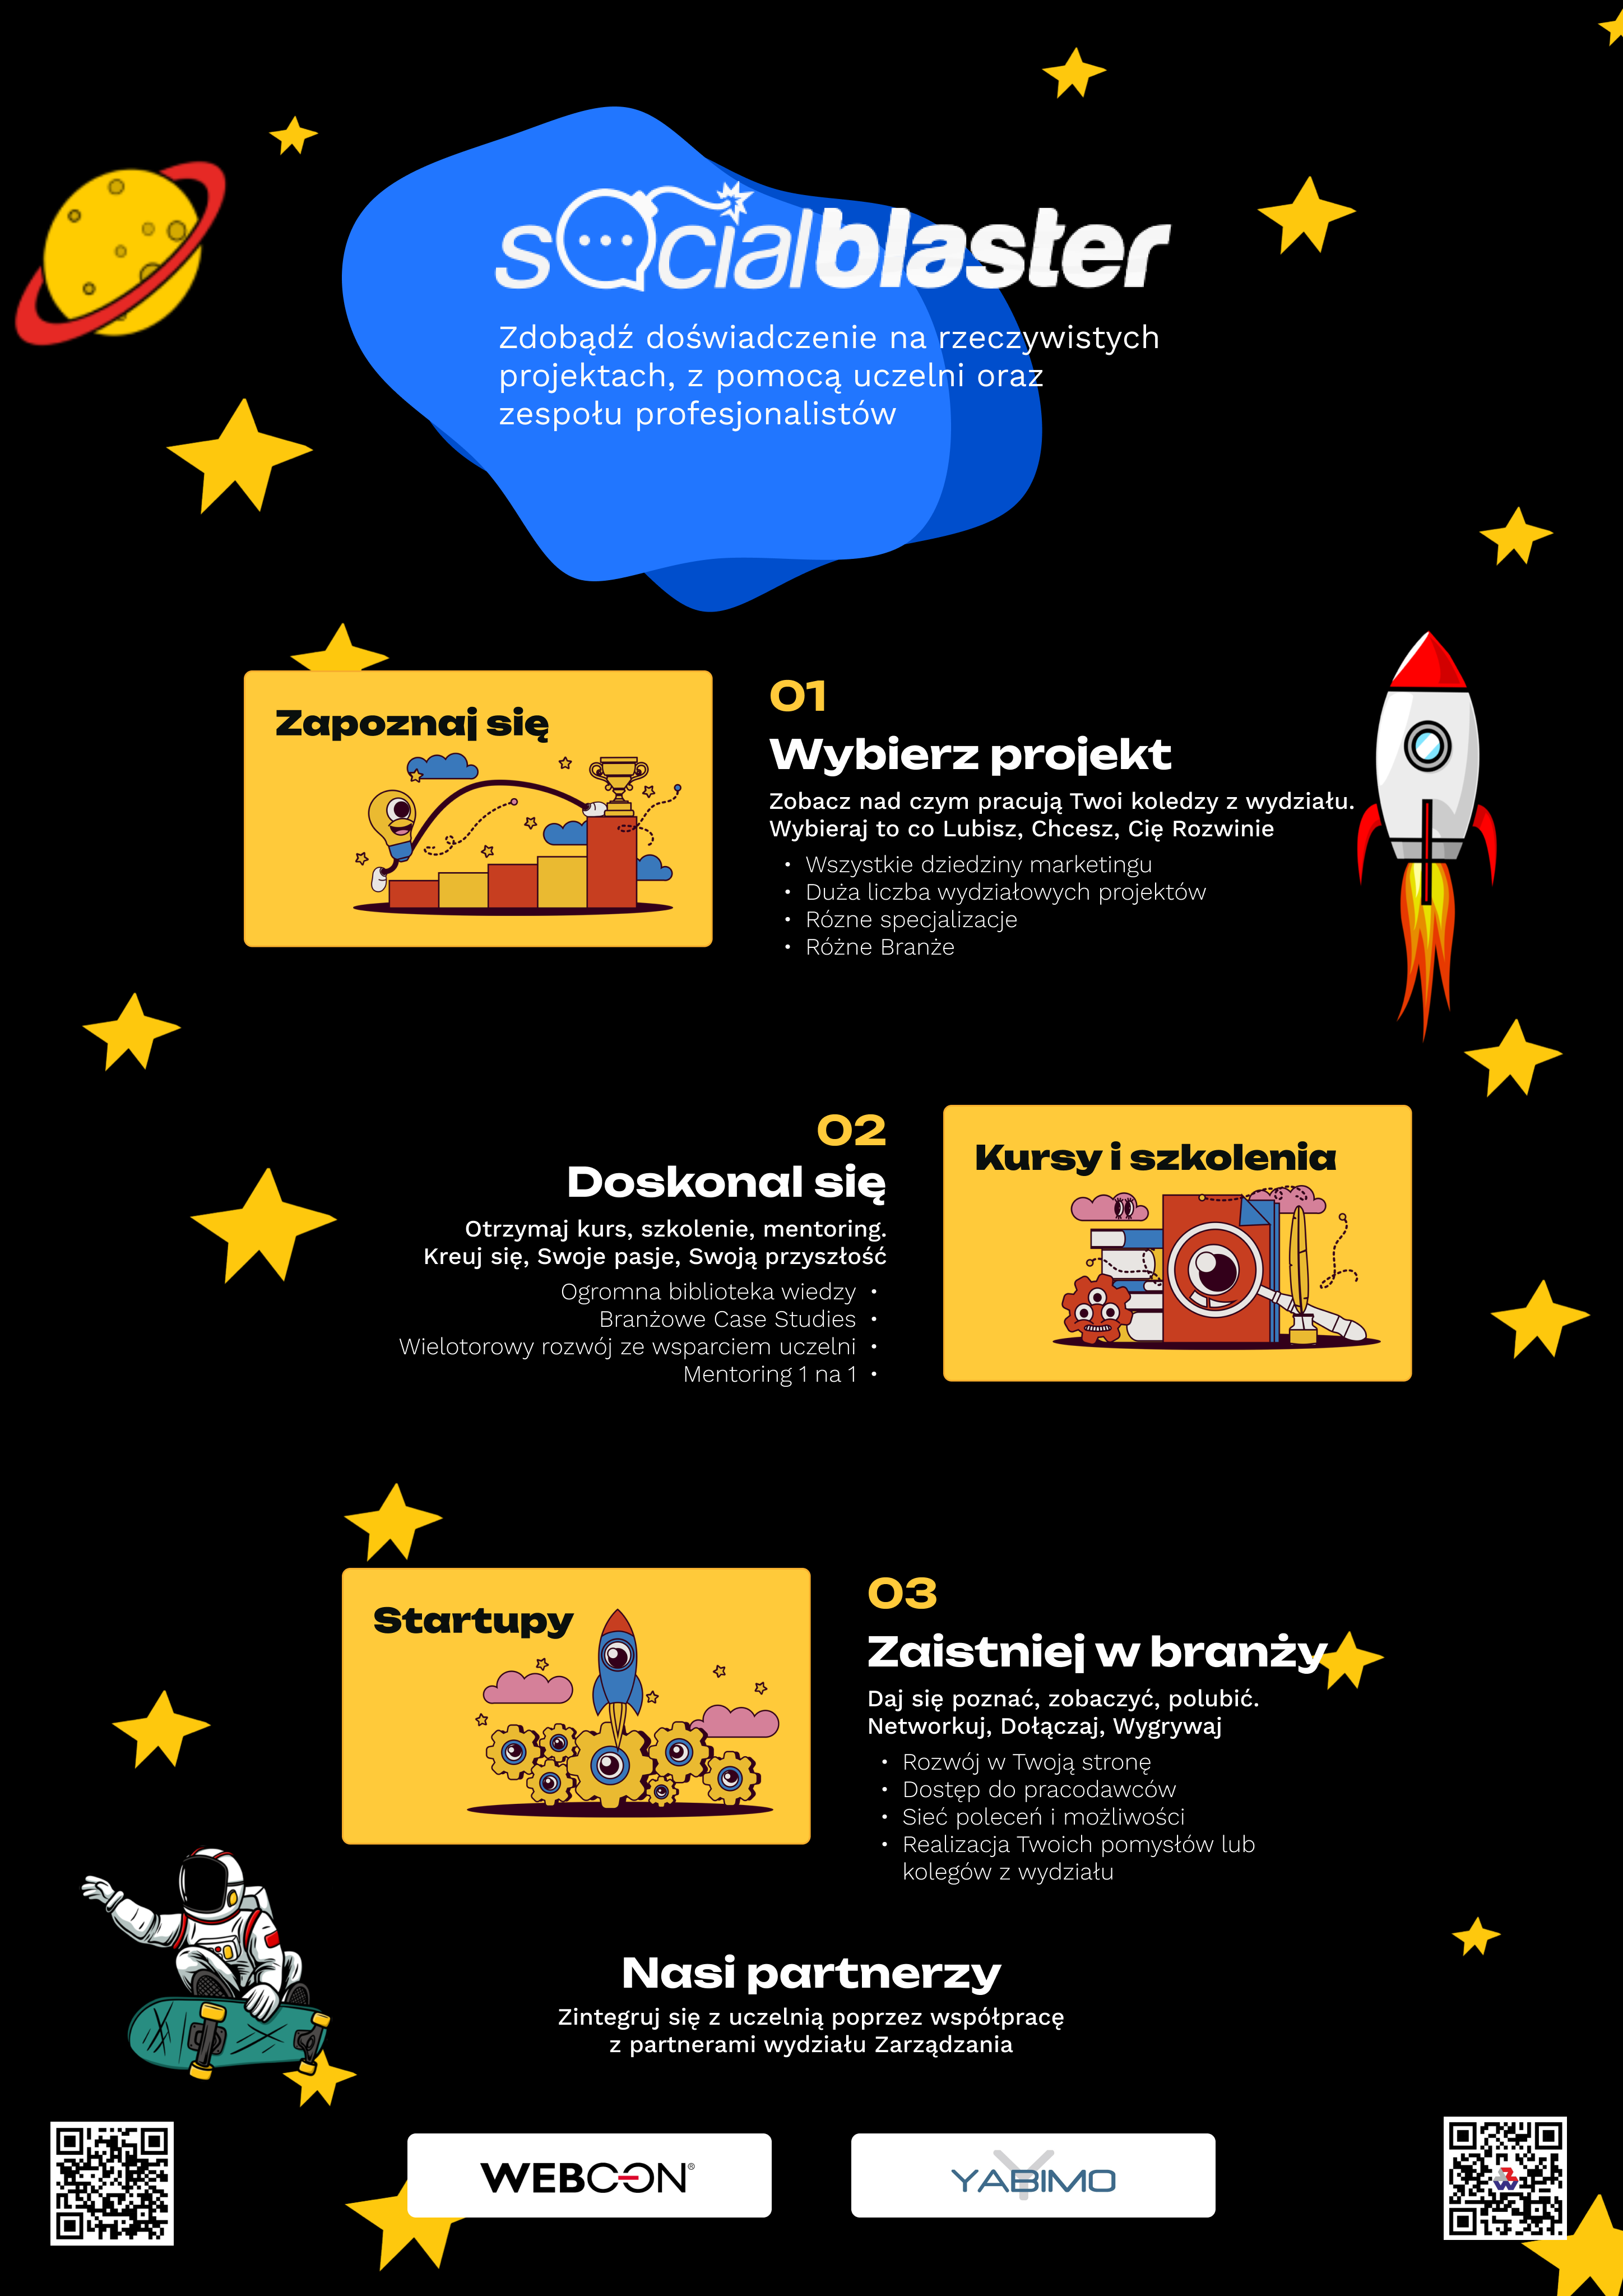 socialblaster
Zdobądź doświadczenie na rzeczywistych
projektach, z pomocą uczelni oraz
zespołu profesjonalistów
Zapoznaj się
01
Wybierz projekt
Zobacz nad czym pracują Twoi koledzy z wydziału.
Wybieraj to co Lubisz, Chcesz, Cię Rozwinie
• Wszystkie dziedziny marketingu
• Duża liczba wydziałowych projektów
• Rózne specjalizacje
• Różne Branże
02
Doskonal się
Otrzymaj kurs, szkolenie, mentoring.
Kreuj się, Swoje pasje, Swoją przyszłość
Ogromna biblioteka wiedzy •
Branżowe Case Studies •
Wielotorowy rozwój ze wsparciem uczelni •
Mentoring 1 na 1 •
Kursy i szkolenia
Startupy
03
Zaistniej w branży
Daj się poznać, zobaczyć, polubić.
Networkuj, Dołączaj, Wygrywaj
• Rozwój w Twoją stronę
• Dostęp do pracodawców
• Sieć poleceń i możliwości
• Realizacja Twoich pomysłów lub
kolegów z wydziału
Nasi partnerzy
Zintegruj się z uczelnią poprzez współpracę
z partnerami wydziału Zarządzania
WEBCON®
YABIMO